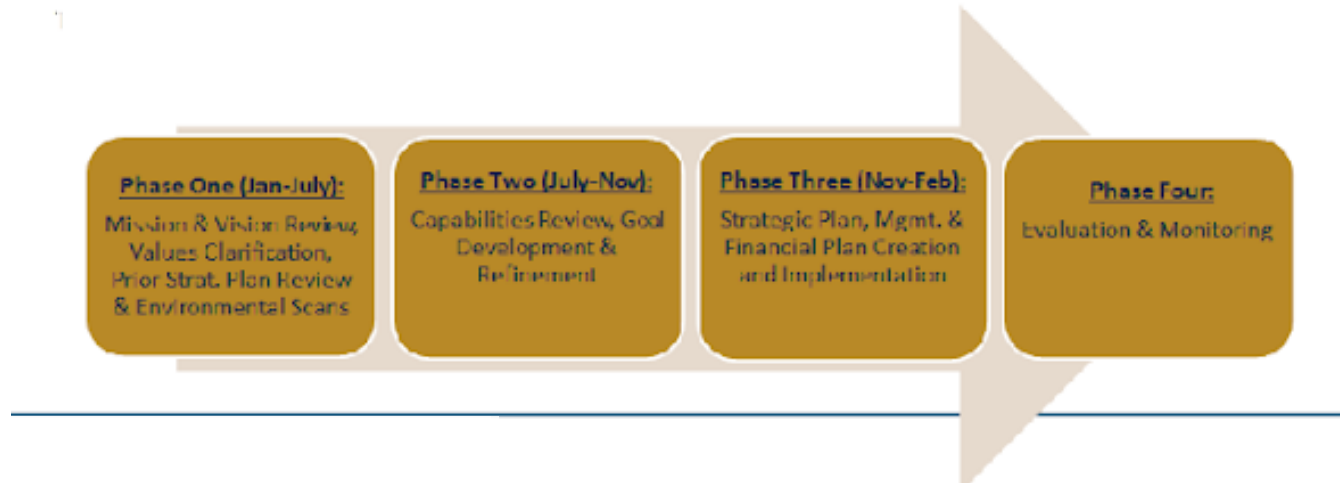 Phase One (Jan-July):
Mission & Vision Review,
Values Clarification,
Prior Strat. Plan Review
& Environmental Scans
Phase Two (July-Nov):
Capabilities Review, Goal
Development &
Refinement
Phase Three (Nov-Feb):
Strategic Plan, Mgmt. &
Financial Plan Creation
and Implementation
Phase Four:
Evaluation & Monitoring